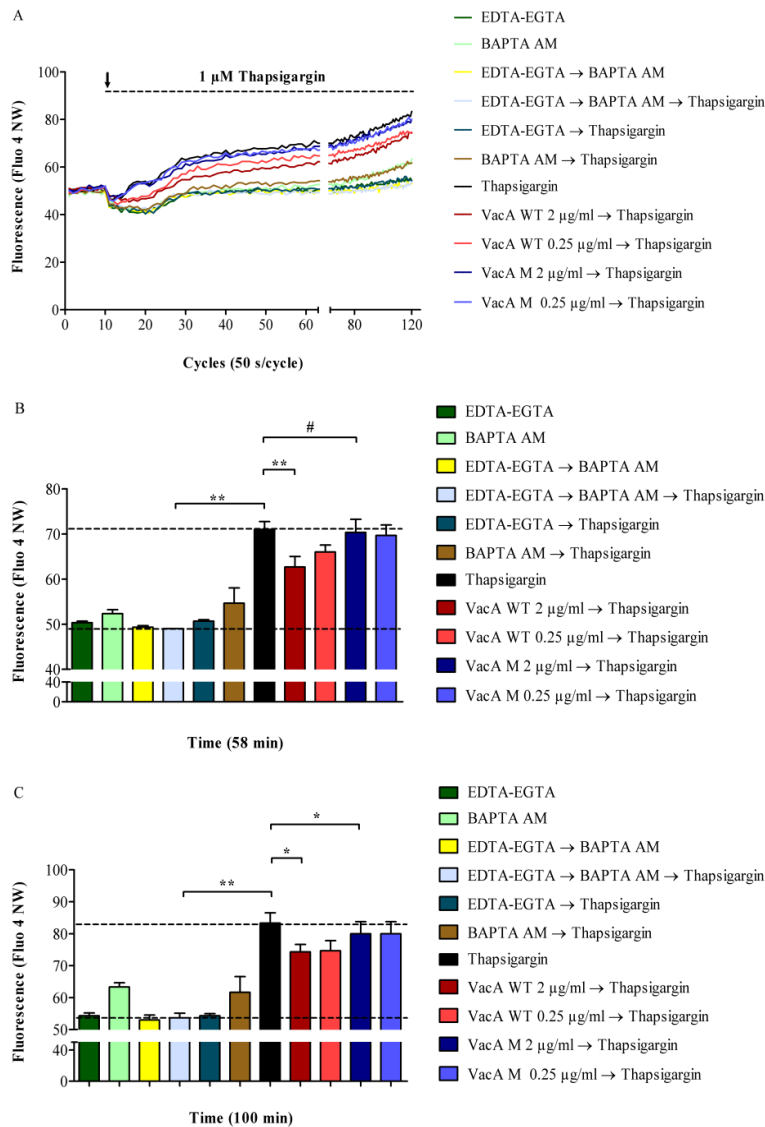 A
EDTA-EGTA
BAPTA AM
EDTA-EGTA → BAPTA AM
EDTA-EGTA → BAPTA AM → Thapsigargin
EDTA-EGTA → Thapsigargin
BAPTA AM → Thapsigargin
Thapsigargin
VacA WT 2 µg/ml → Thapsigargin
VacA WT 0.25 µg/ml → Thapsigargin
VacA M 2 µg/ml → Thapsigargin
VacA M 0.25 µg/ml → Thapsigargin
1 µM Thapsigargin
Fluorescence (Fluo 4 NW)
100
80
60
40
20
0
0 10 20 30 40 50 60 80 100 120
Cycles (50 s/cycle)
B
EDTA-EGTA
BAPTA AM
EDTA-EGTA → BAPTA AM
EDTA-EGTA → BAPTA AM → Thapsigargin
EDTA-EGTA → Thapsigargin
BAPTA AM → Thapsigargin
Thapsigargin
VacA WT 2 µg/ml → Thapsigargin
VacA WT 0.25 µg/ml → Thapsigargin
VacA M 2 µg/ml → Thapsigargin
VacA M 0.25 µg/ml → Thapsigargin
#
**
**
Fluorescence (Fluo 4 NW)
80
70
60
50
40
40
0
Time (58 min)
C
EDTA-EGTA
BAPTA AM
EDTA-EGTA → BAPTA AM
EDTA-EGTA → BAPTA AM → Thapsigargin
EDTA-EGTA → Thapsigargin
BAPTA AM → Thapsigargin
Thapsigargin
VacA WT 2 µg/ml → Thapsigargin
VacA WT 0.25 µg/ml → Thapsigargin
VacA M 2 µg/ml → Thapsigargin
VacA M 0.25 µg/ml → Thapsigargin
*
*
**
Fluorescence (Fluo 4 NW)
100
90
80
70
60
50
40
0
Time (100 min)